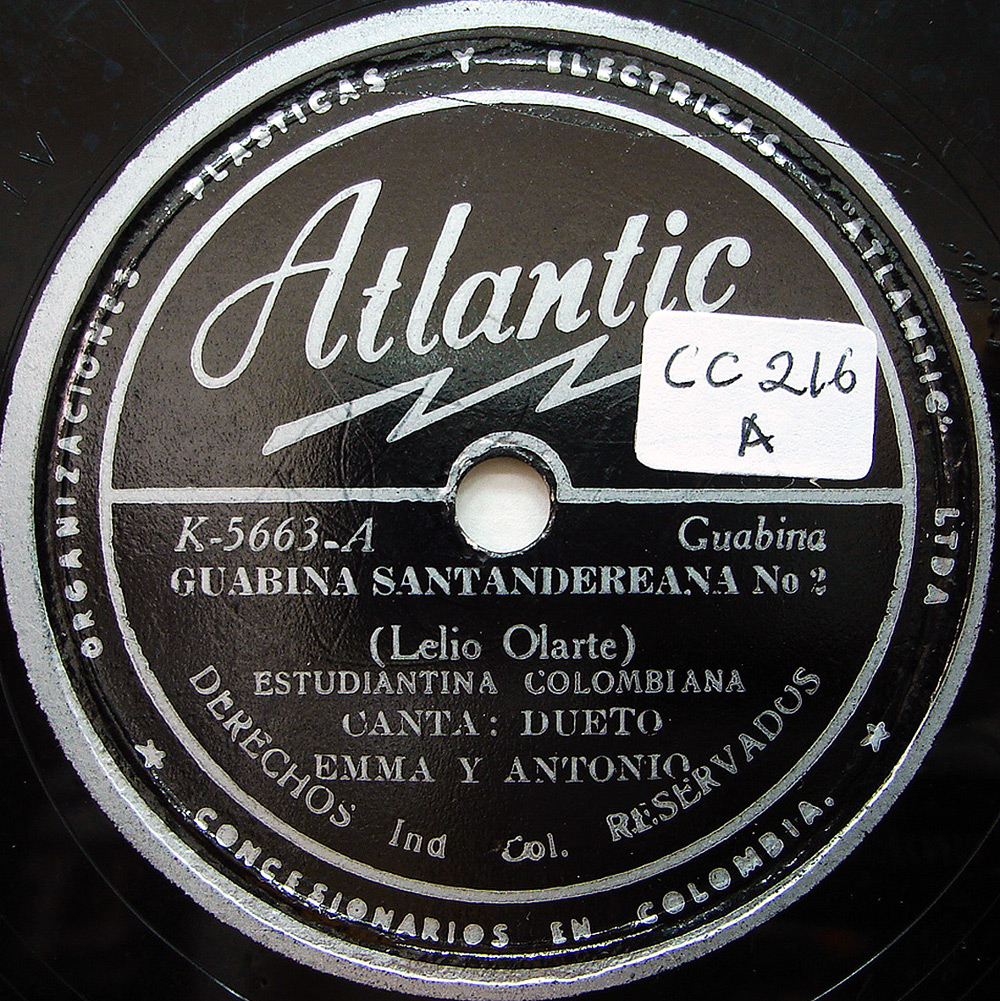 ORGANIZACIONES PLASTICAS Y ELECTRICAS "ATLANTIC" LTDA
Atlantic
CC 216
A
K-5663-A Guabina
GUABINA SANTANDEREANA No 2
(Lelio Olarte)
ESTUDIANTINA COLOMBIANA
CANTA: DUETO
EMMA Y ANTONIO
DERECHOS RESERVADOS
Ind Col.
CONCESIONARIOS EN COLOMBIA.